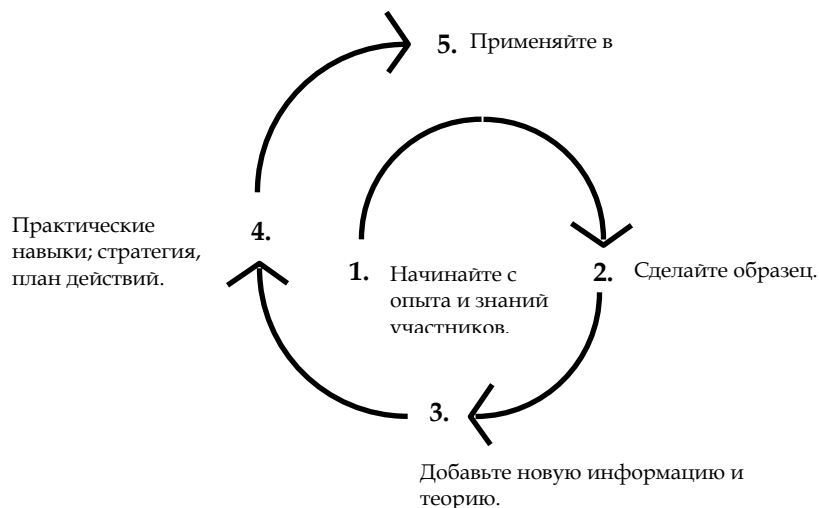 5. Применяйте в
Практические
навыки; стратегия,
план действий.
4.
1. Начинайте с
опыта и знаний
участников.
2. Сделайте образец.
3.
Добавьте новую информацию и
теорию.